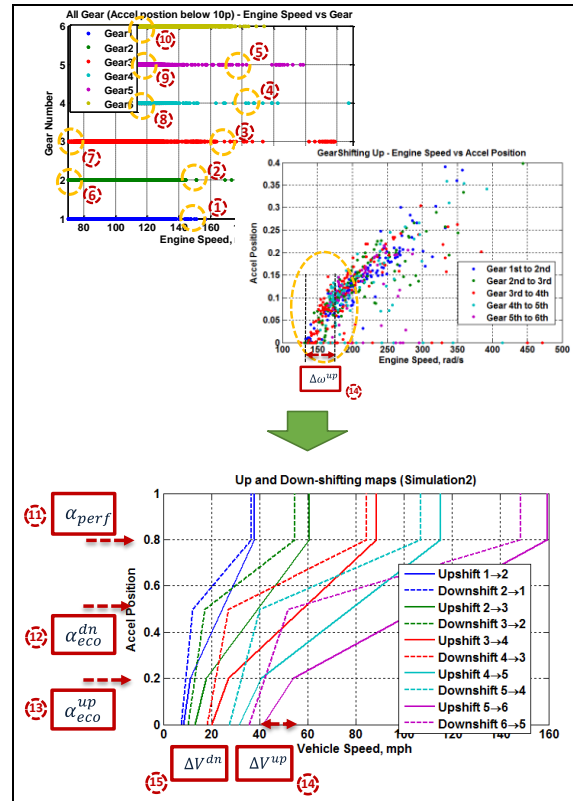 All Gear (Accel postion below 10p) - Engine Speed vs Gear
Gear Number
6
5
4
3
2
1
Gear
Gear2
Gear3
Gear4
Gear5
Gear
10
9
8
7
6
5
4
3
2
1
80 100 120 140 160
Engine Speed,
GearShifting Up - Engine Speed vs Accel Position
Accel Position
0.4
0.35
0.3
0.25
0.2
0.15
0.1
0.05
0
Gear 1st to 2nd
Gear 2nd to 3rd
Gear 3rd to 4th
Gear 4th to 5th
Gear 5th to 6th
100 150 200 250 300 350 400 450 500
Engine Speed, rad/s
Δω^up
14
Up and Down-shifting maps (Simulation2)
11 α_perf
12 α_eco^dn
13 α_eco^up
Accel Position
1
0.8
0.6
0.4
0.2
0
Upshift 1→2
Downshift 2→1
Upshift 2→3
Downshift 3→2
Upshift 3→4
Downshift 4→3
Upshift 4→5
Downshift 5→4
Upshift 5→6
Downshift 6→5
0 20 40 60 80 100 120 140 160
Vehicle Speed, mph
15 ΔV^dn ΔV^up 14